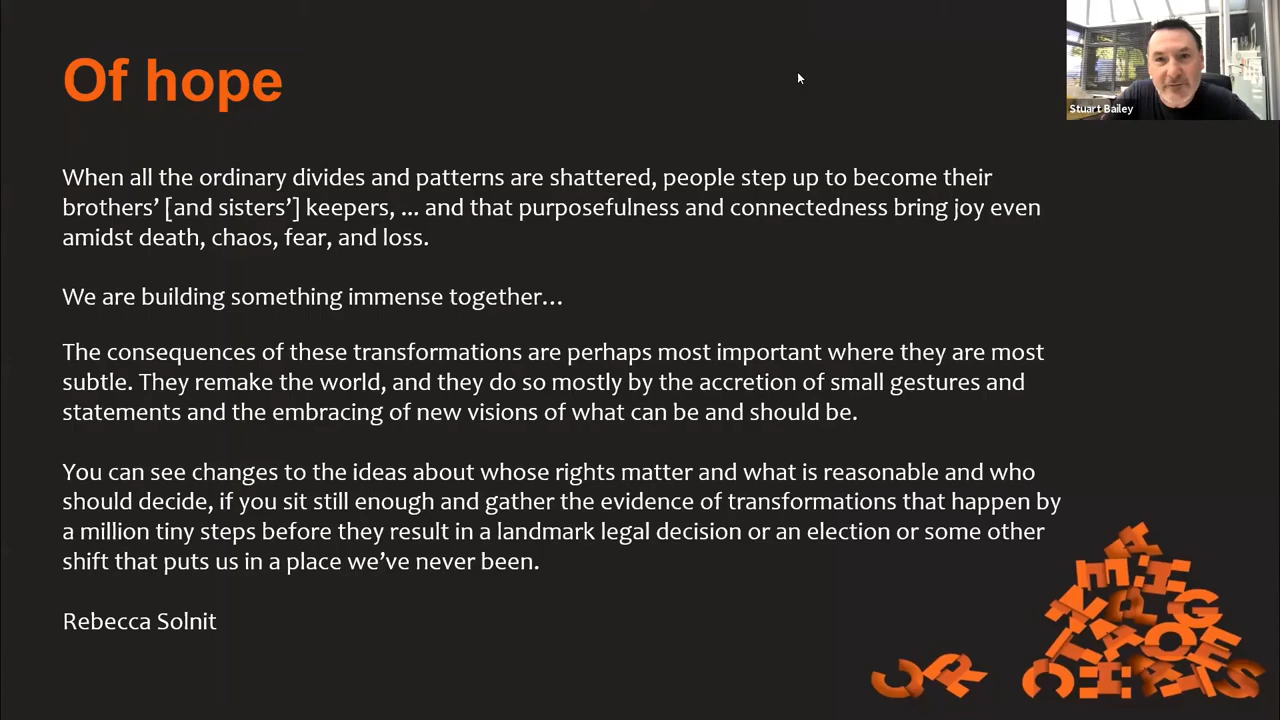 Of hope
Stuart Bailey
When all the ordinary divides and patterns are shattered, people step up to become their
brothers’ [and sisters’] keepers, ... and that purposefulness and connectedness bring joy even
amidst death, chaos, fear, and loss.
We are building something immense together…
The consequences of these transformations are perhaps most important where they are most
subtle. They remake the world, and they do so mostly by the accretion of small gestures and
statements and the embracing of new visions of what can be and should be.
You can see changes to the ideas about whose rights matter and what is reasonable and who
should decide, if you sit still enough and gather the evidence of transformations that happen by
a million tiny steps before they result in a landmark legal decision or an election or some other
shift that puts us in a place we’ve never been.
Rebecca Solnit